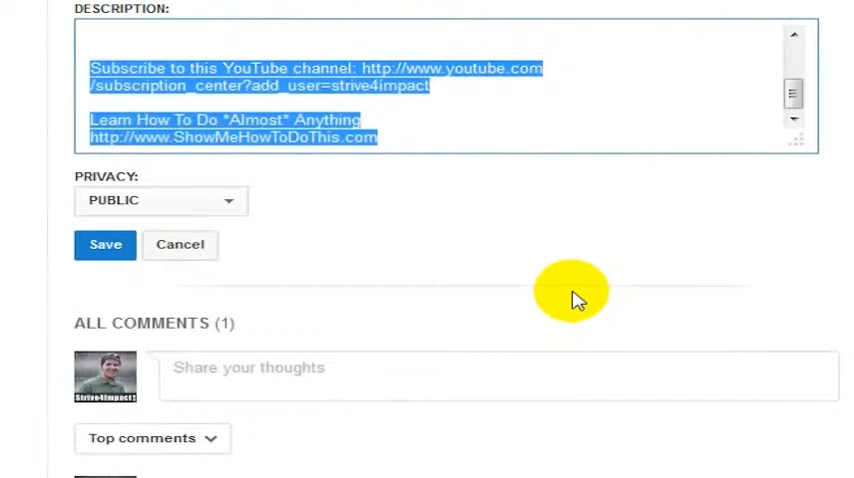 DESCRIPTION:
Subscribe to this YouTube channel: http://www.youtube.com
/subscription_center?add_user=strive4impact
Learn How To Do *Almost* Anything
http://www.ShowMeHowToDoThis.com
PRIVACY:
PUBLIC
Save Cancel
ALL COMMENTS (1)
Share your thoughts
Strive4Impact!
Top comments